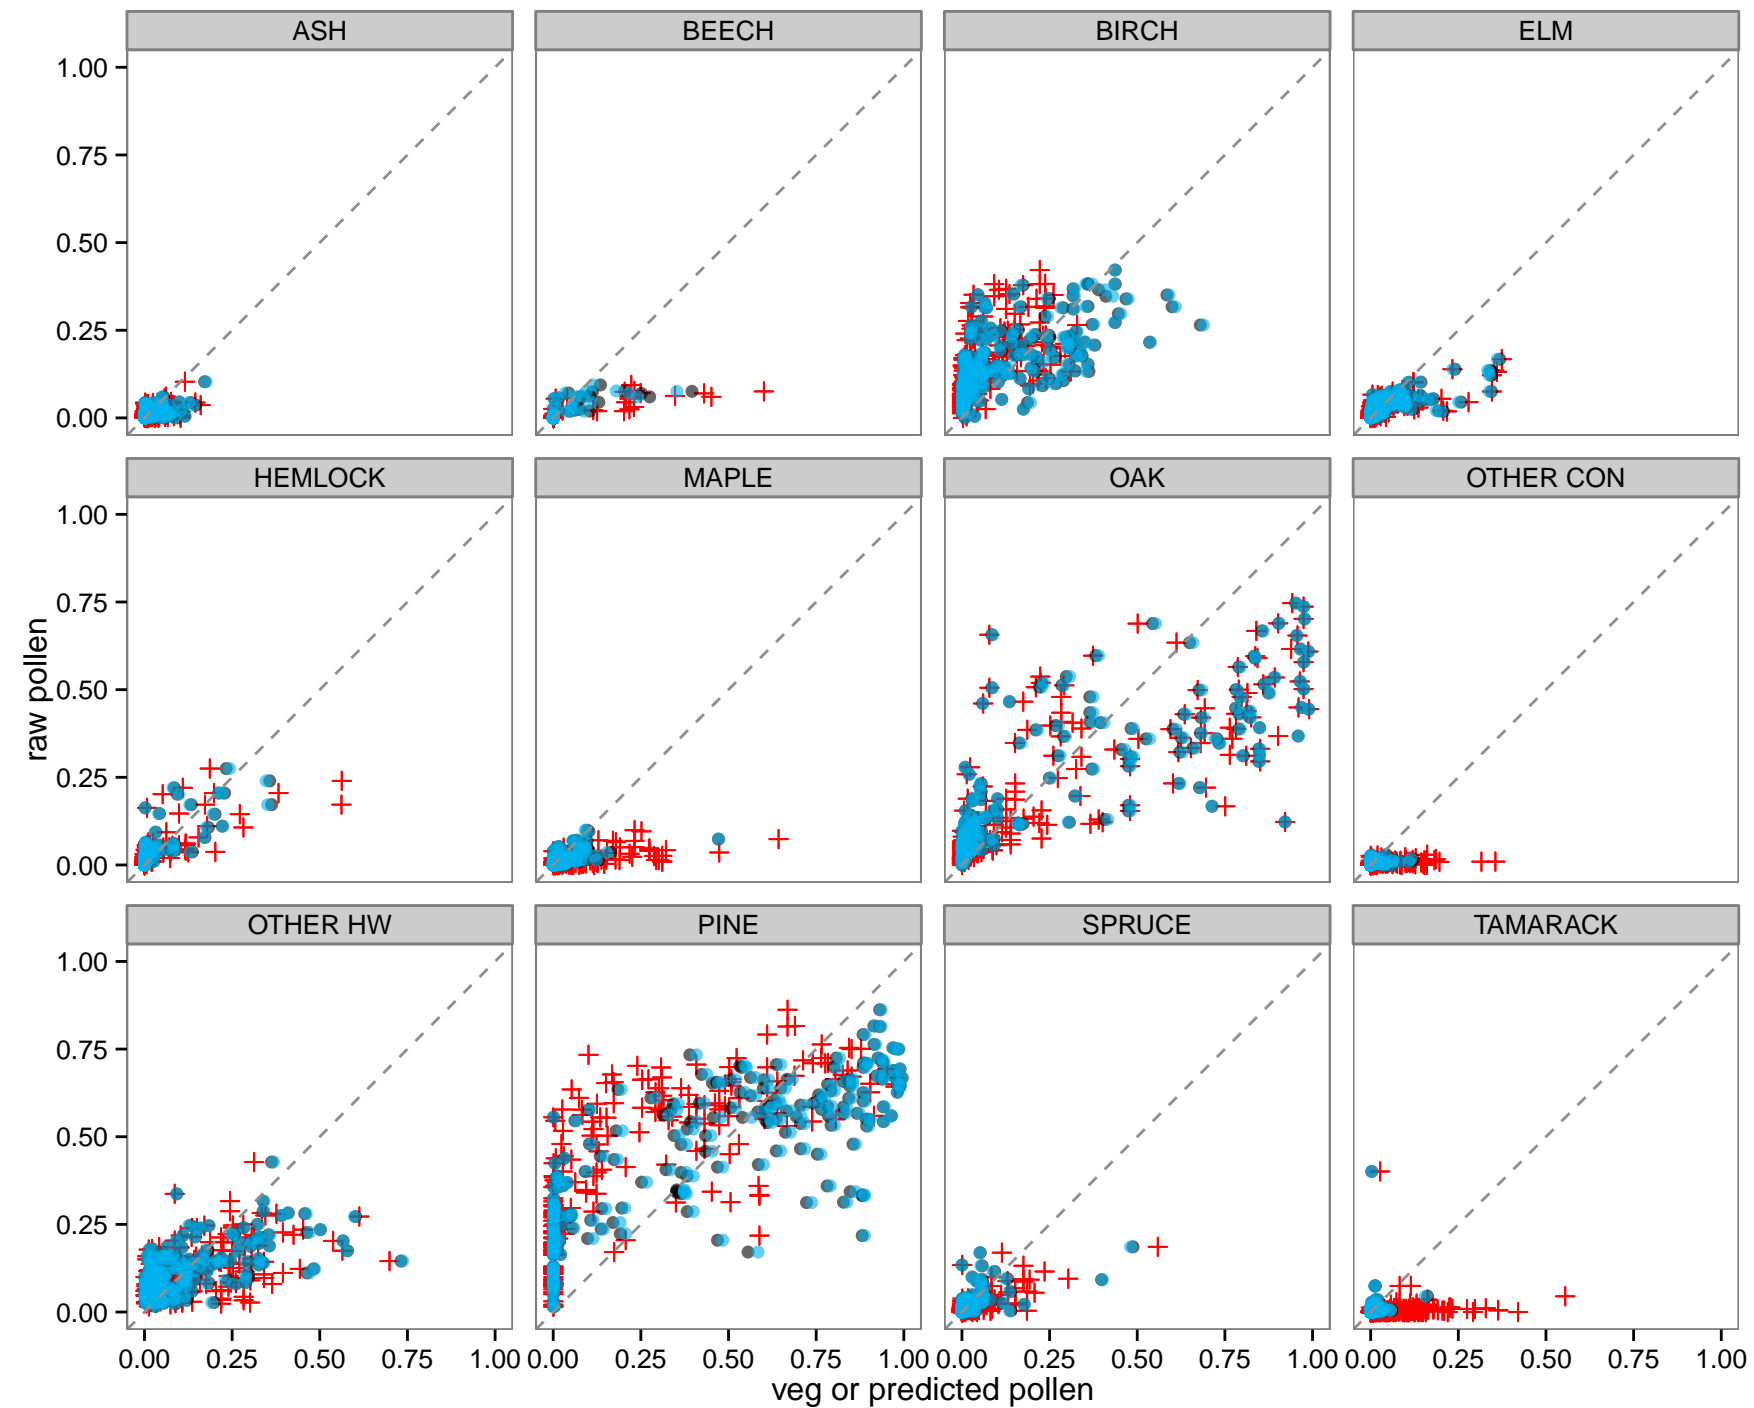 ASH BEECH BIRCH ELM
1.00
0.75
0.50
0.25
0.00
HEMLOCK MAPLE OAK OTHER CON
1.00
0.75
0.50
0.25
0.00
raw pollen
OTHER HW PINE SPRUCE TAMARACK
1.00
0.75
0.50
0.25
0.00
0.00 0.25 0.50 0.75 1.00 0.00 0.25 0.50 0.75 1.00 0.00 0.25 0.50 0.75 1.00 0.00 0.25 0.50 0.75 1.00
veg or predicted pollen